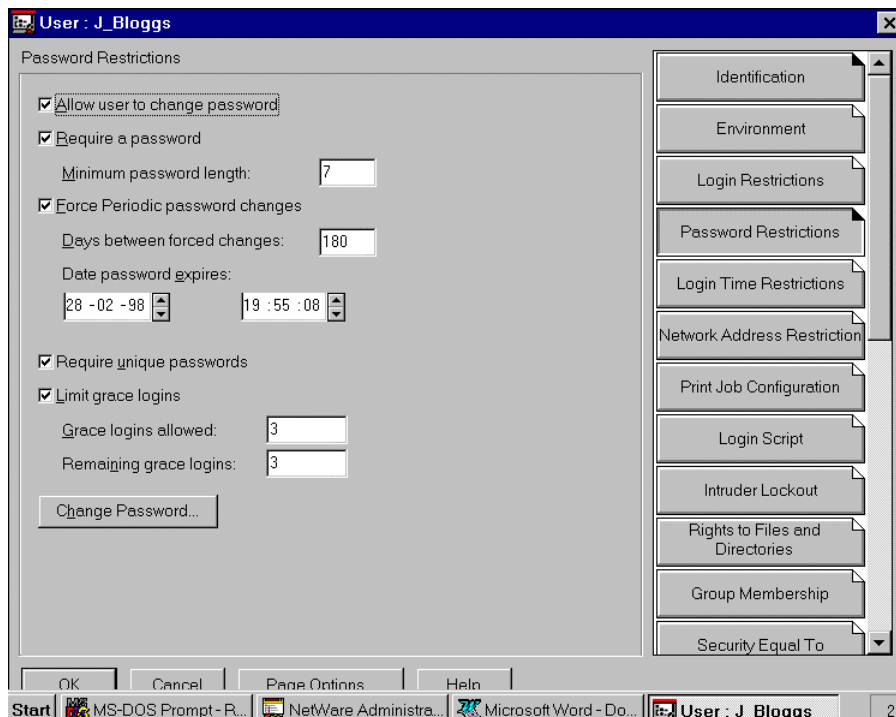 User : J_Bloggs
Password Restrictions
Allow user to change password
Require a password
Minimum password length: 7
Force Periodic password changes
Days between forced changes: 180
Date password expires:
28 -02 -98 19 :55 :08
Require unique passwords
Limit grace logins
Grace logins allowed: 3
Remaining grace logins: 3
Change Password...
Identification
Environment
Login Restrictions
Password Restrictions
Login Time Restrictions
Network Address Restriction
Print Job Configuration
Login Script
Intruder Lockout
Rights to Files and
Directories
Group Membership
Security Equal To
OK Cancel Page Options Help
Start MS-DOS Prompt - R... NetWare Administra... Microsoft Word - Do... User : J_Bloggs